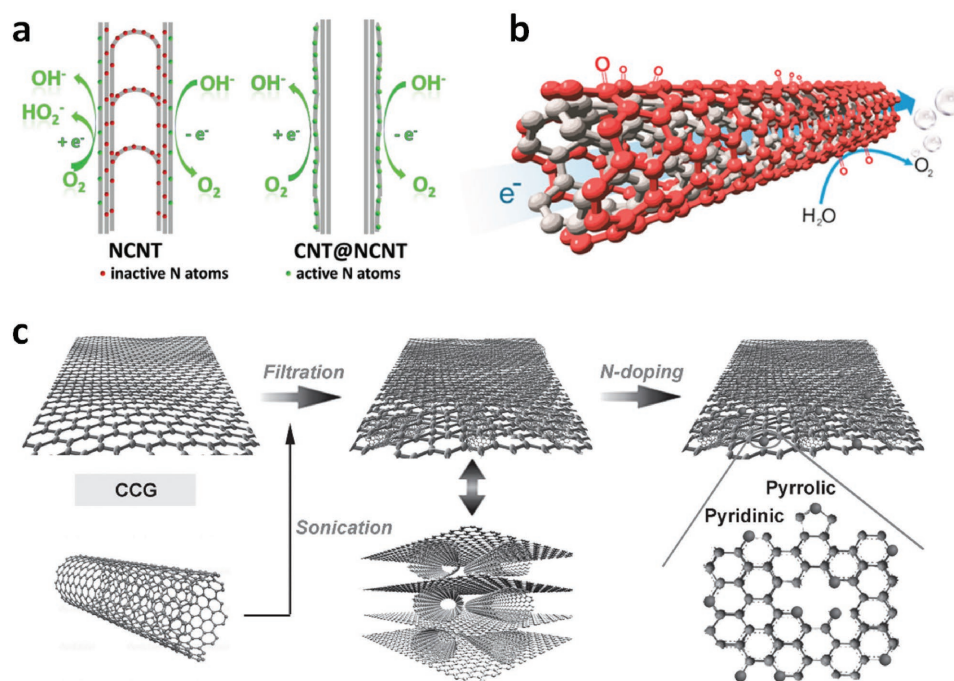 a
OH⁻
HO₂⁻
+ e⁻
O₂
OH⁻
- e⁻
O₂
NCNT
• inactive N atoms
OH⁻
+ e⁻
O₂
OH⁻
- e⁻
O₂
CNT@NCNT
• active N atoms
b
O
O
O
O
O
O
O
O
e⁻
H₂O
O₂
c
Filtration
N-doping
CCG
Sonication
Pyrrolic
Pyridinic